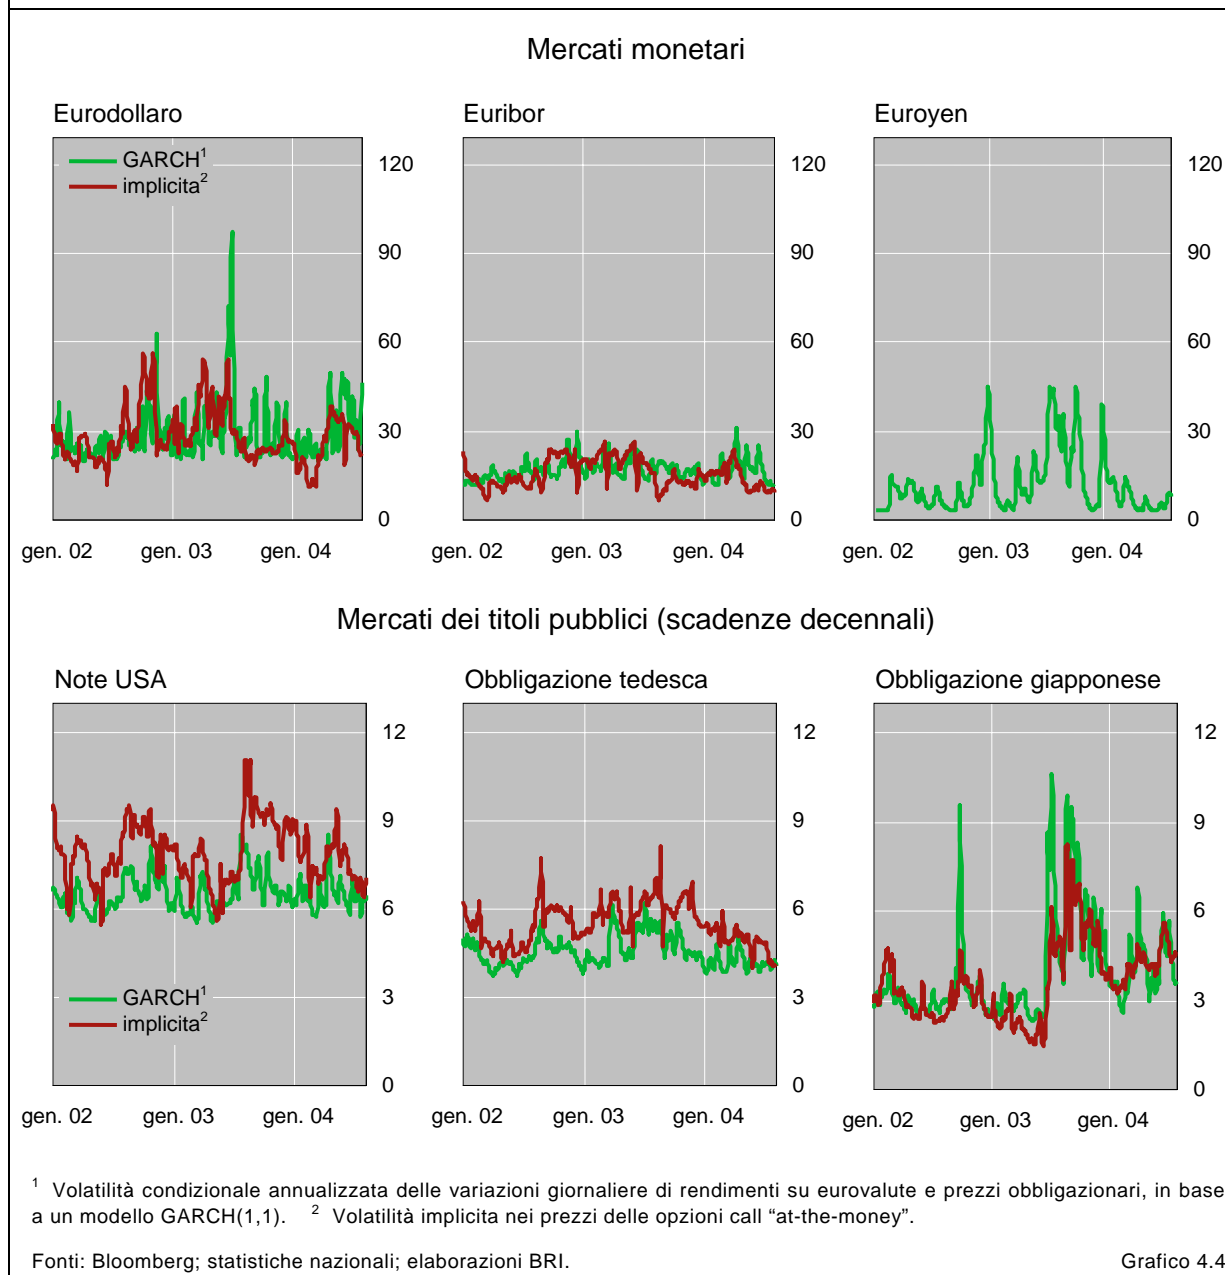 Mercati monetari
Eurodollaro
Euribor
Euroyen
GARCH1
implicita2
120
90
60
30
0
120
90
60
30
0
120
90
60
30
0
gen. 02 gen. 03 gen. 04
gen. 02 gen. 03 gen. 04
gen. 02 gen. 03 gen. 04
Mercati dei titoli pubblici (scadenze decennali)
Note USA
Obbligazione tedesca
Obbligazione giapponese
GARCH1
implicita2
12
9
6
3
0
12
9
6
3
0
12
9
6
3
0
gen. 02 gen. 03 gen. 04
gen. 02 gen. 03 gen. 04
gen. 02 gen. 03 gen. 04
1 Volatilità condizionale annualizzata delle variazioni giornaliere di rendimenti su eurovalute e prezzi obbligazionari, in base
a un modello GARCH(1,1). 2 Volatilità implicita nei prezzi delle opzioni call “at-the-money”.
Fonti: Bloomberg; statistiche nazionali; elaborazioni BRI. Grafico 4.4